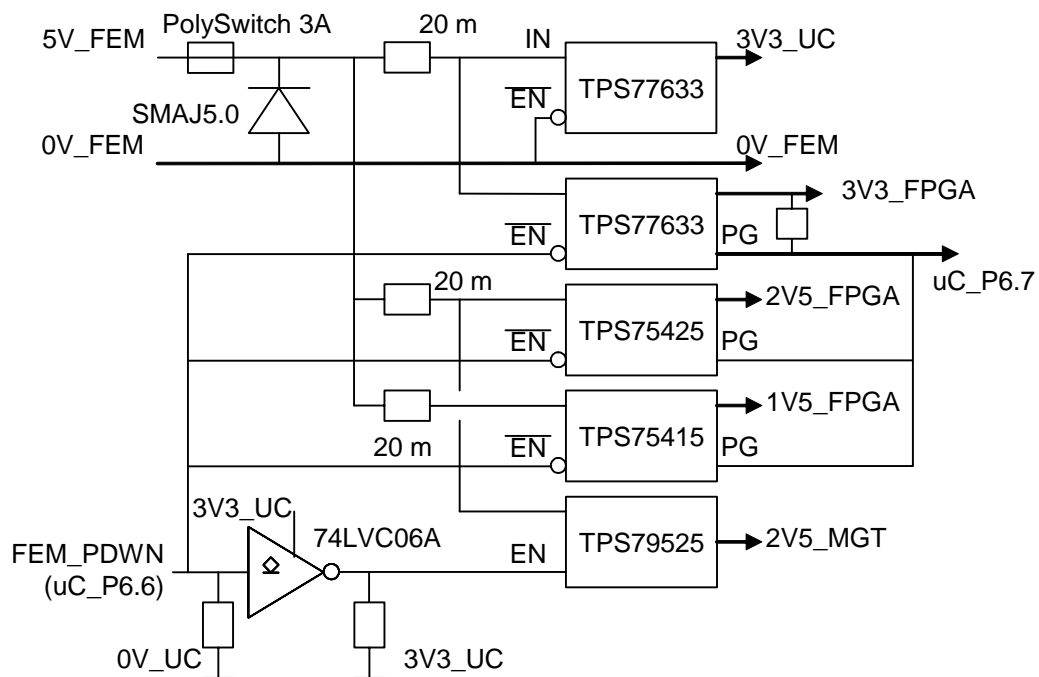 PolySwitch 3A
20 m
5V_FEM
IN
3V3_UC
TPS77633
EN
SMAJ5.0
0V_FEM
0V_FEM
3V3_FPGA
TPS77633
PG
EN
uC_P6.7
20 m
2V5_FPGA
TPS75425
EN
PG
1V5_FPGA
TPS75415
20 m
EN
PG
3V3_UC
74LVC06A
TPS79525
FEM_PDWN
(uC_P6.6)
EN
2V5_MGT
0V_UC
3V3_UC